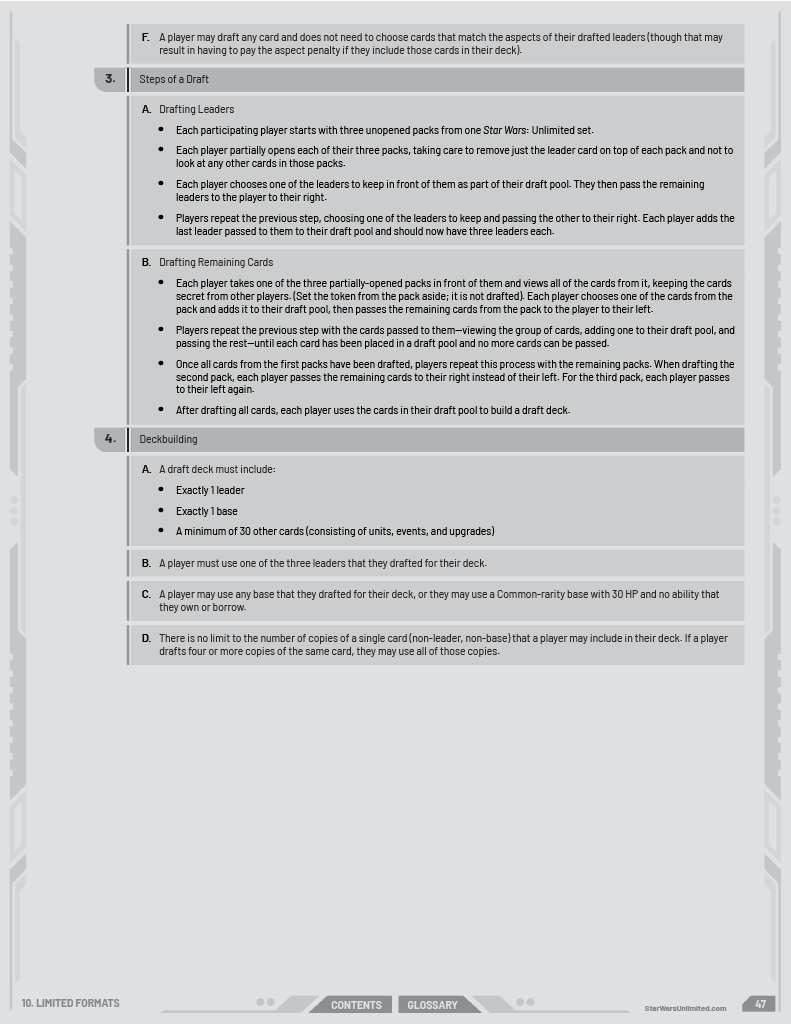 F. A player may draft any card and does not need to choose cards that match the aspects of their drafted leaders (though that may
result in having to pay the aspect penalty if they include those cards in their deck).
3. Steps of a Draft
A. Drafting Leaders
• Each participating player starts with three unopened packs from one Star Wars: Unlimited set.
• Each player partially opens each of their three packs, taking care to remove just the leader card on top of each pack and not to
look at any other cards in those packs.
• Each player chooses one of the leaders to keep in front of them as part of their draft pool. They then pass the remaining
leaders to the player to their right.
• Players repeat the previous step, choosing one of the leaders to keep and passing the other to their right. Each player adds the
last leader passed to them to their draft pool and should now have three leaders each.
B. Drafting Remaining Cards
• Each player takes one of the three partially-opened packs in front of them and views all of the cards from it, keeping the cards
secret from other players. (Set the token from the pack aside; it is not drafted). Each player chooses one of the cards from the
pack and adds it to their draft pool, then passes the remaining cards from the pack to the player to their left.
• Players repeat the previous step with the cards passed to them—viewing the group of cards, adding one to their draft pool, and
passing the rest—until each card has been placed in a draft pool and no more cards can be passed.
• Once all cards from the first packs have been drafted, players repeat this process with the remaining packs. When drafting the
second pack, each player passes the remaining cards to their right instead of their left. For the third pack, each player passes
to their left again.
• After drafting all cards, each player uses the cards in their draft pool to build a draft deck.
4. Deckbuilding
A. A draft deck must include:
• Exactly 1 leader
• Exactly 1 base
• A minimum of 30 other cards (consisting of units, events, and upgrades)
B. A player must use one of the three leaders that they drafted for their deck.
C. A player may use any base that they drafted for their deck, or they may use a Common-rarity base with 30 HP and no ability that
they own or borrow.
D. There is no limit to the number of copies of a single card (non-leader, non-base) that a player may include in their deck. If a player
drafts four or more copies of the same card, they may use all of those copies.
10. LIMITED FORMATS
CONTENTS
GLOSSARY
StarWarsUnlimited.com
47